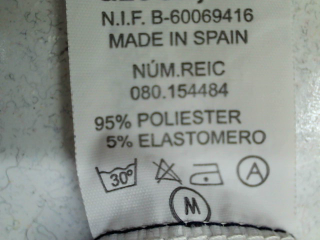 N.I.F. B-60069416
MADE IN SPAIN
NÚM.REIC
080.154484
95% POLIESTER
5% ELASTOMERO
30° A
M